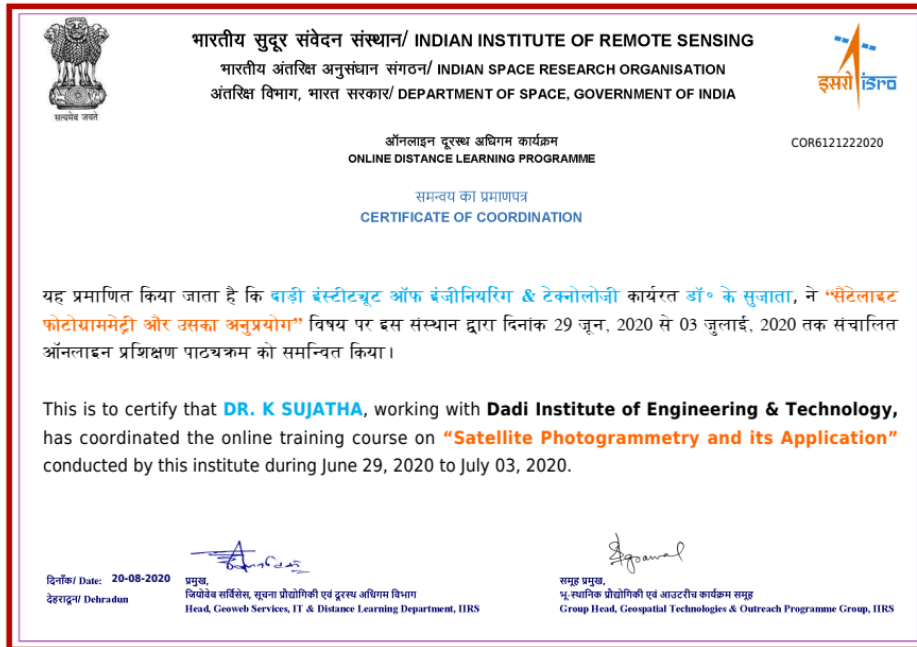 भारतीय सुदूर संवेदन संस्थान/ INDIAN INSTITUTE OF REMOTE SENSING
भारतीय अंतरिक्ष अनुसंधान संगठन/ INDIAN SPACE RESEARCH ORGANISATION
अंतरिक्ष विभाग, भारत सरकार/ DEPARTMENT OF SPACE, GOVERNMENT OF INDIA
सत्यमेव जयते
इसरो isro
ऑनलाइन दूरस्थ अधिगम कार्यक्रम
ONLINE DISTANCE LEARNING PROGRAMME
COR6121222020
समन्वय का प्रमाणपत्र
CERTIFICATE OF COORDINATION
यह प्रमाणित किया जाता है कि दाड़ी इंस्टीट्यूट ऑफ इंजीनियरिंग & टेक्नोलोजी कार्यरत डॉ॰ के सुजाता, ने “सैटेलाइट
फोटोग्राममेट्री और उसका अनुप्रयोग” विषय पर इस संस्थान द्वारा दिनांक 29 जून, 2020 से 03 जुलाई, 2020 तक संचालित
ऑनलाइन प्रशिक्षण पाठ्यक्रम को समन्वित किया।
This is to certify that DR. K SUJATHA, working with Dadi Institute of Engineering & Technology,
has coordinated the online training course on “Satellite Photogrammetry and its Application”
conducted by this institute during June 29, 2020 to July 03, 2020.
Agrawal
दिनाँक/ Date: 20-08-2020
देहरादून/ Dehradun
प्रमुख,
जियोवेब सर्विसेस, सूचना प्रौद्योगिकी एवं दूरस्थ अधिगम विभाग
Head, Geoweb Services, IT & Distance Learning Department, IIRS
समूह प्रमुख,
भू-स्थानिक प्रौद्योगिकी एवं आउटरीच कार्यक्रम समूह
Group Head, Geospatial Technologies & Outreach Programme Group, IIRS